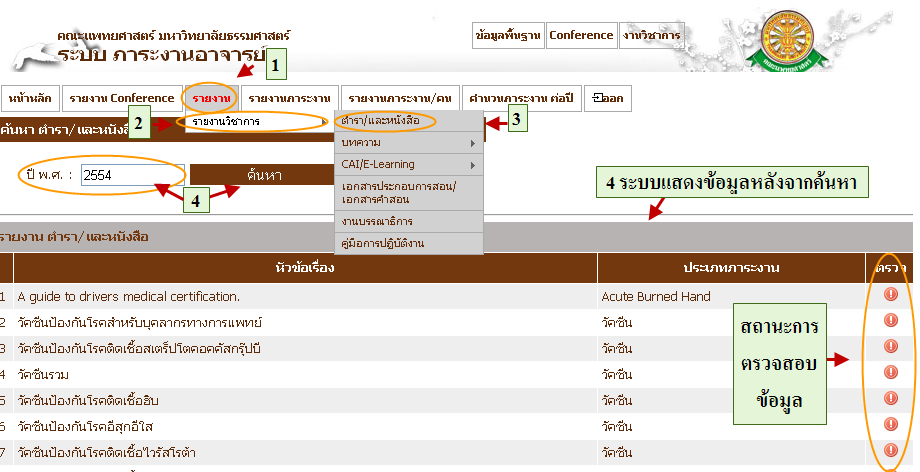 คณะแพทยศาสตร์ มหาวิทยาลัยธรรมศาสตร์
ระบบ ภาระงานอาจารย์
ข้อมูลพื้นฐาน Conference งานวิชาการ
1
หน้าหลัก รายงาน Conference รายงาน รายงานภาระงาน รายงานภาระงาน/คน คำนวนภาระงาน ต่อปี ออก
2 รายงานวิชาการ ตำรา/และหนังสือ 3
ค้นหา ตำรา/และหนังสือ
บทความ
CAI/E-Learning
เอกสารประกอบการสอน/
เอกสารคำสอน
งานบรรณาธิการ
คู่มือการปฏิบัติงาน
ปี พ.ศ. : 2554 ค้นหา
4
4 ระบบแสดงข้อมูลหลังจากค้นหา
รายงาน ตำรา/และหนังสือ
หัวข้อเรื่อง ประเภทภาระงาน ตรวจ
1 A guide to drivers medical certification. Acute Burned Hand
2 วัคซีนป้องกันโรคสำหรับบุคลากรทางการแพทย์ วัคซีน
3 วัคซีนป้องกันโรคติดเชื้อสเตร็ปโตคอคคัสกรุ๊ปบี วัคซีน
4 วัคซีนรวม วัคซีน
5 วัคซีนป้องกันโรคติดเชื้อฮิบ วัคซีน
6 วัคซีนป้องกันโรคอีสุกอีใส วัคซีน
7 วัคซีนป้องกันโรคติดเชื้อไวรัสโรต้า วัคซีน
สถานะการ
ตรวจสอบ
ข้อมูล